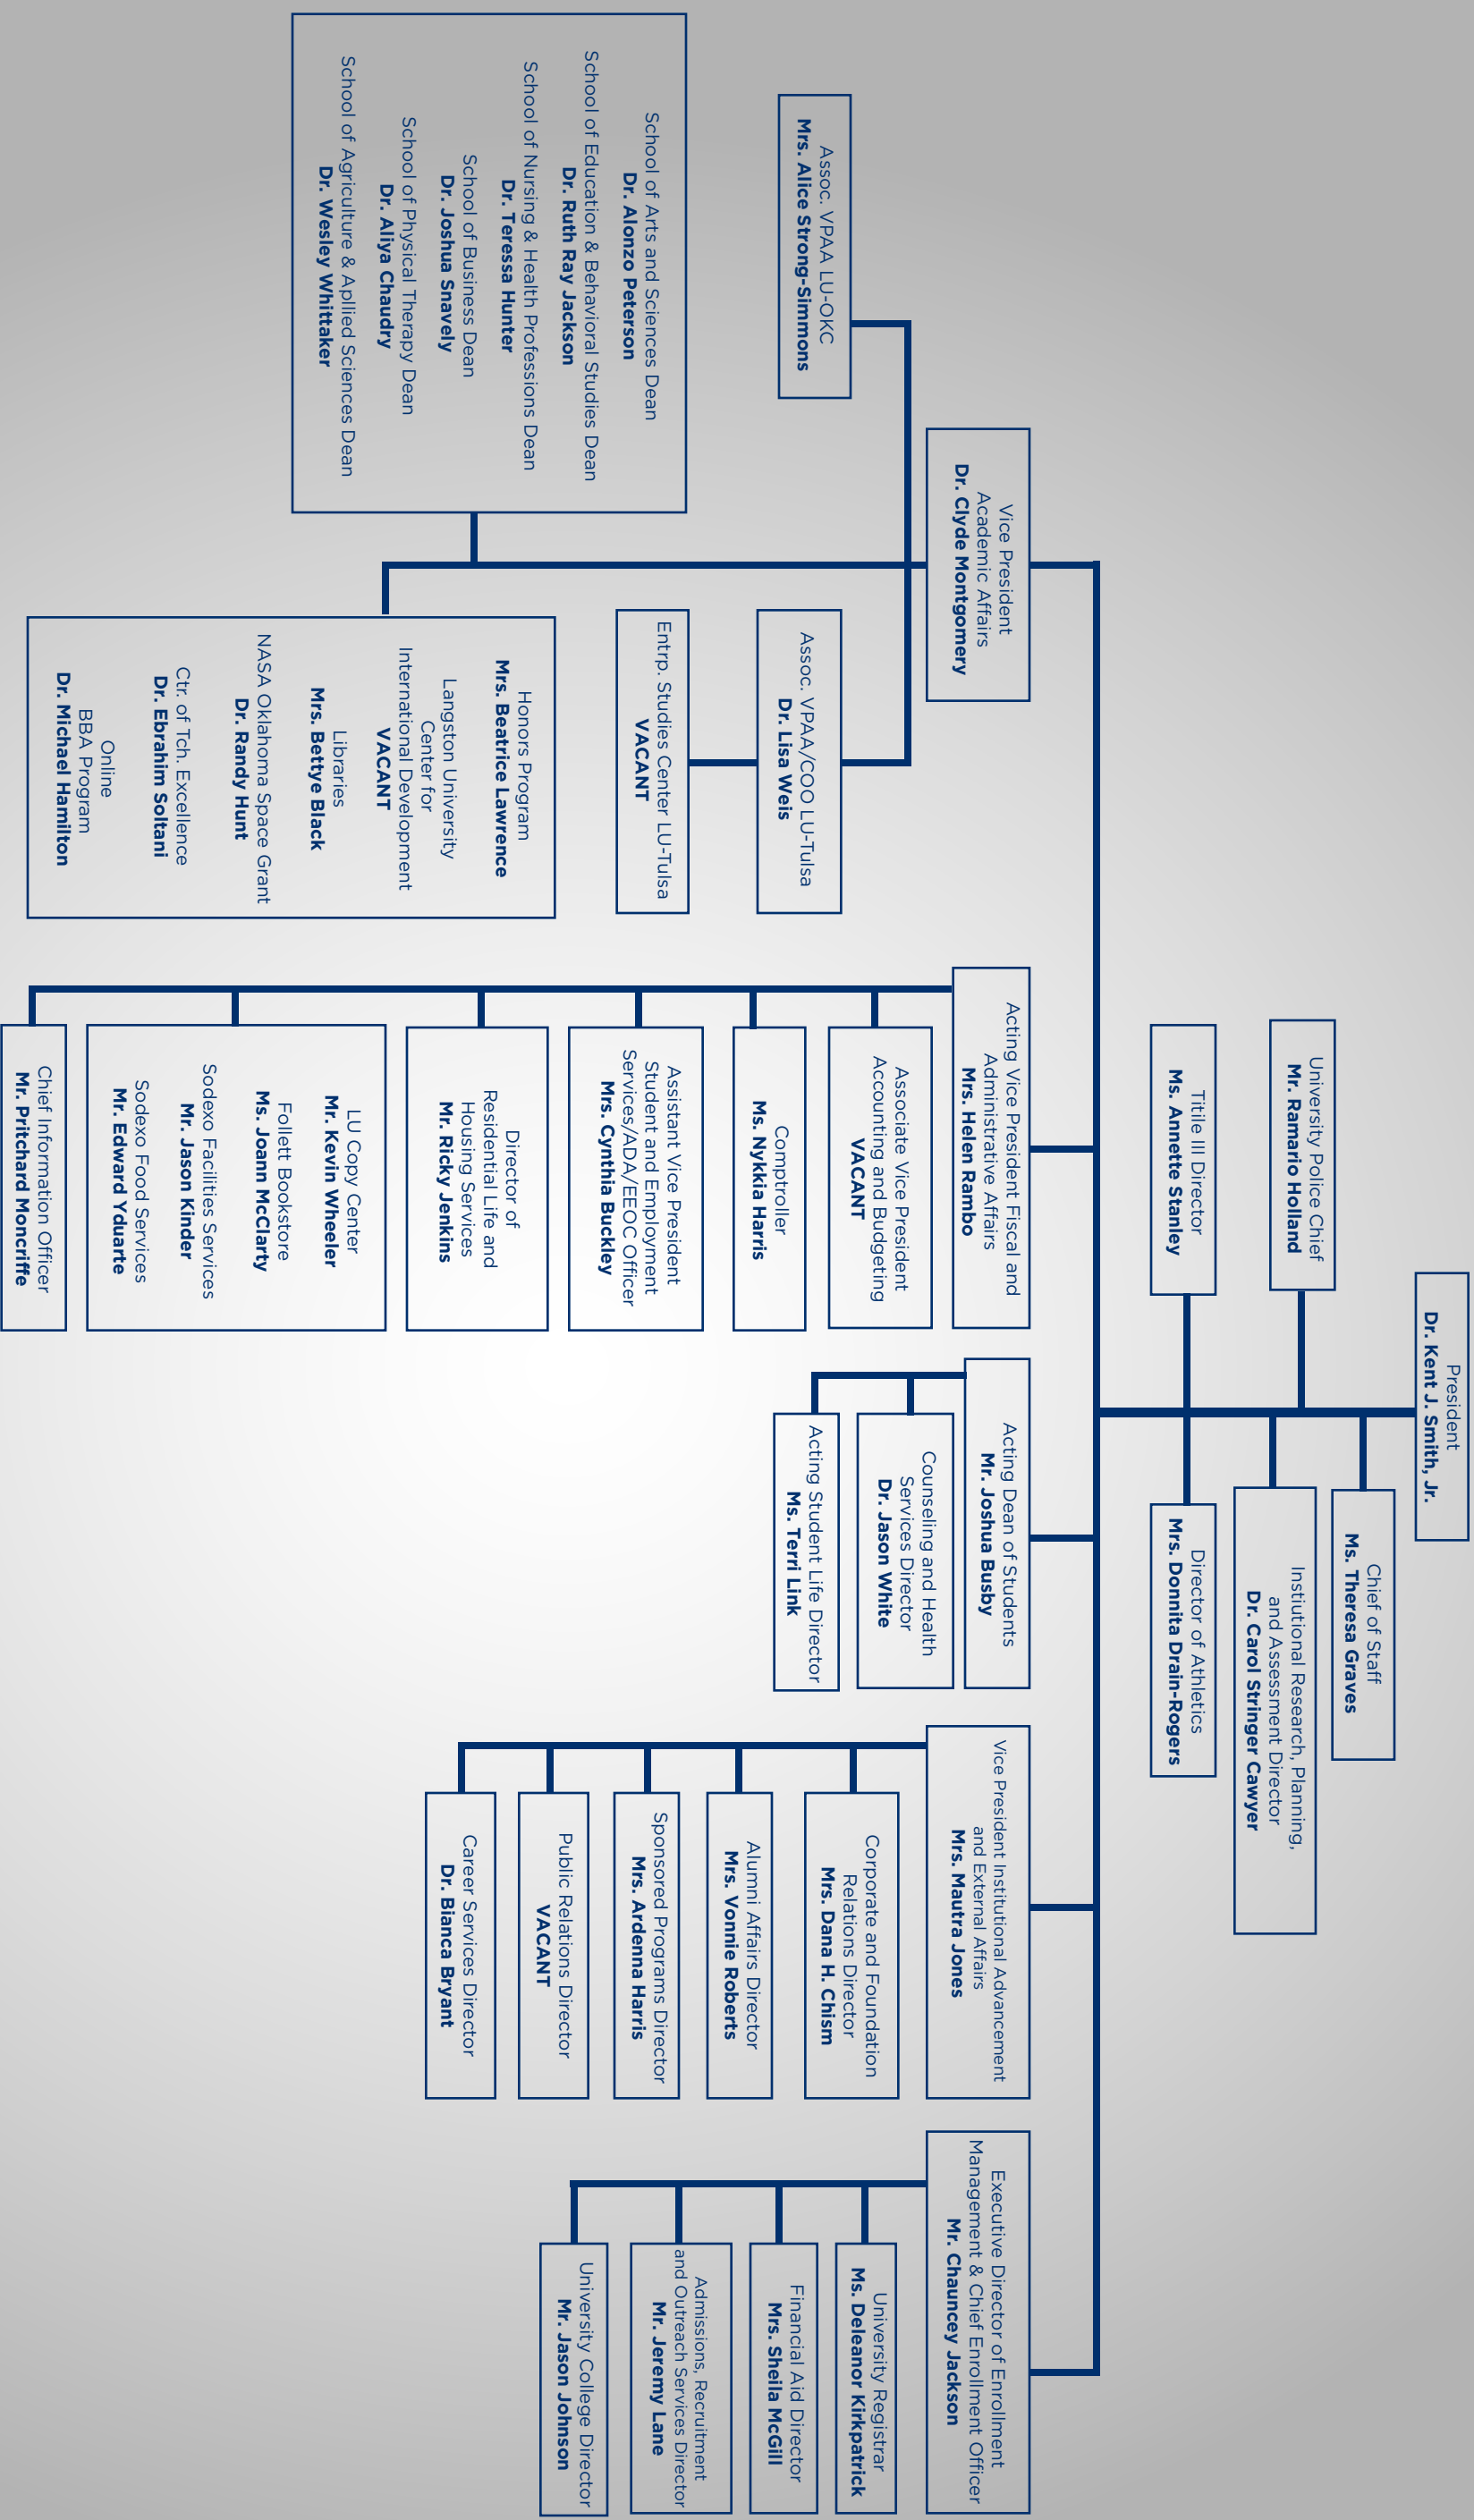 President
Dr. Kent J. Smith, Jr.
Chief of Staff
Ms. Theresa Graves
University Police Chief
Mr. Ramario Holland
Instiutional Research, Planning,
and Assessment Director
Dr. Carol Stringer Cawyer
Titile III Director
Ms. Annette Stanley
Director of Athletics
Mrs. Donnita Drain-Rogers
Vice President
Academic Affairs
Dr. Clyde Montgomery
Assoc. VPAA LU-OKC
Mrs. Alice Strong-Simmons
Assoc. VPAA/COO LU-Tulsa
Dr. Lisa Weis
Entrp. Studies Center LU-Tulsa
VACANT
School of Arts and Sciences Dean
Dr. Alonzo Peterson
School of Education & Behavioral Studies Dean
Dr. Ruth Ray Jackson
School of Nursing & Health Professions Dean
Dr. Teressa Hunter
School of Business Dean
Dr. Joshua Snavely
School of Physical Therapy Dean
Dr. Aliya Chaudry
School of Agriculture & Apllied Sciences Dean
Dr. Wesley Whittaker
Honors Program
Mrs. Beatrice Lawrence
Langston University
Center for
International Development
VACANT
Libraries
Mrs. Bettye Black
NASA Oklahoma Space Grant
Dr. Randy Hunt
Ctr. of Tch. Excellence
Dr. Ebrahim Soltani
Online
BBA Program
Dr. Michael Hamilton
Acting Vice President Fiscal and
Administrative Affairs
Mrs. Helen Rambo
Associate Vice President
Accounting and Budgeting
VACANT
Comptroller
Ms. Nykkia Harris
Assistant Vice President
Student and Employment
Services/ADA/EEOC Officer
Mrs. Cynthia Buckley
Director of
Residential Life and
Housing Services
Mr. Ricky Jenkins
LU Copy Center
Mr. Kevin Wheeler
Follett Bookstore
Ms. Joann McClarty
Sodexo Facilities Services
Mr. Jason Kinder
Sodexo Food Services
Mr. Edward Yduarte
Chief Information Officer
Mr. Pritchard Moncriffe
Acting Dean of Students
Mr. Joshua Busby
Counseling and Health
Services Director
Dr. Jason White
Acting Student Life Director
Ms. Terri Link
Vice President Institutional Advancement
and External Affairs
Mrs. Mautra Jones
Corporate and Foundation
Relations Director
Mrs. Dana H. Chism
Alumni Affairs Director
Mrs. Vonnie Roberts
Sponsored Programs Director
Mrs. Ardenna Harris
Public Relations Director
VACANT
Career Services Director
Dr. Bianca Bryant
Executive Director of Enrollment
Management & Chief Enrollment Officer
Mr. Chauncey Jackson
University Registrar
Ms. Deleanor Kirkpatrick
Financial Aid Director
Mrs. Sheila McGill
Admissions, Recruitment
and Outreach Services Director
Mr. Jeremy Lane
University College Director
Mr. Jason Johnson